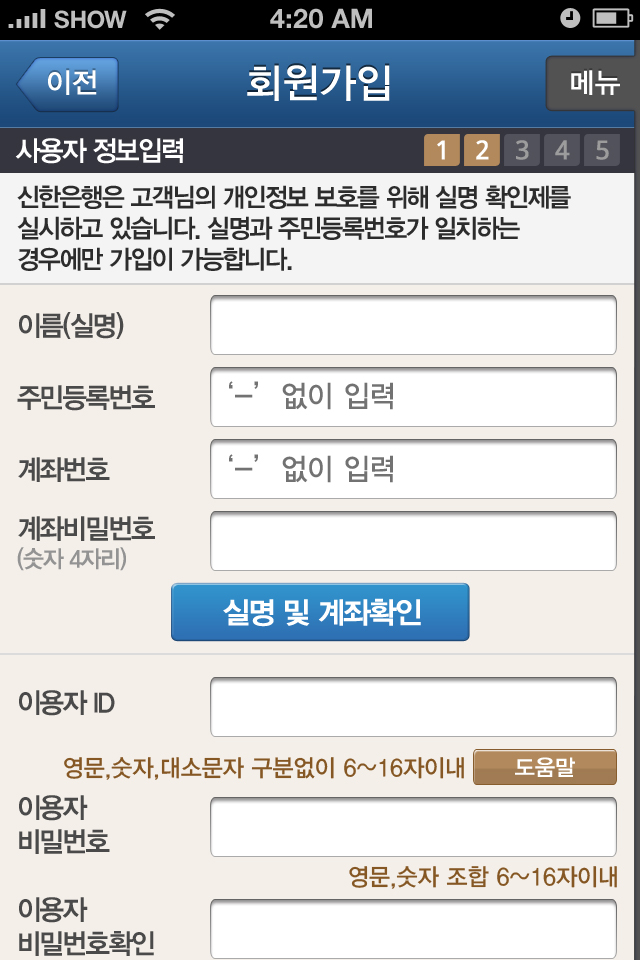 SHOW 4:20 AM
이전 회원가입 메뉴
사용자 정보입력 1 2 3 4 5
신한은행은 고객님의 개인정보 보호를 위해 실명 확인제를
실시하고 있습니다. 실명과 주민등록번호가 일치하는
경우에만 가입이 가능합니다.
이름(실명)
주민등록번호 ‘–’ 없이 입력
계좌번호 ‘–’ 없이 입력
계좌비밀번호
(숫자 4자리)
실명 및 계좌확인
이용자 ID
영문,숫자,대소문자 구분없이 6~16자이내 도움말
이용자
비밀번호
영문,숫자 조합 6~16자이내
이용자
비밀번호확인